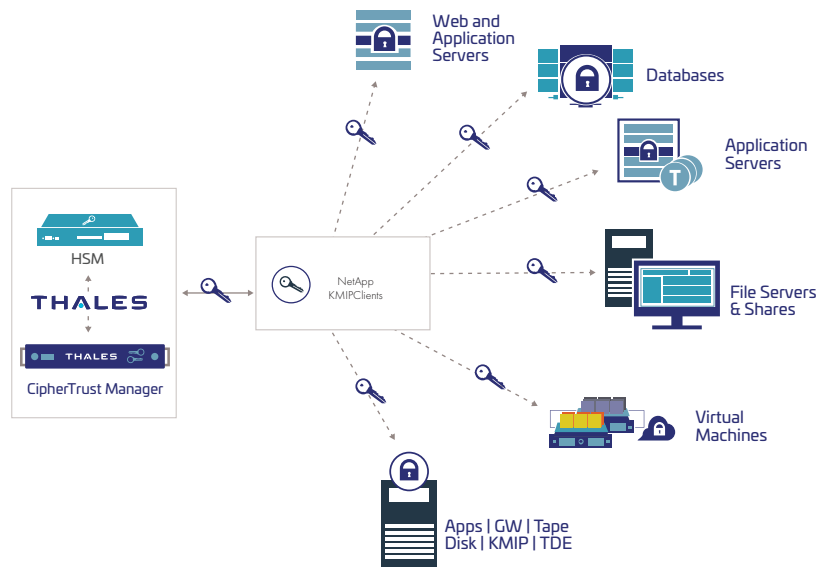 Web and
Application
Servers
Databases
Application
Servers
T
HSM
THALES
THALES
CipherTrust Manager
NetApp
KMIPClients
File Servers
& Shares
Virtual
Machines
Apps | GW | Tape
Disk | KMIP | TDE